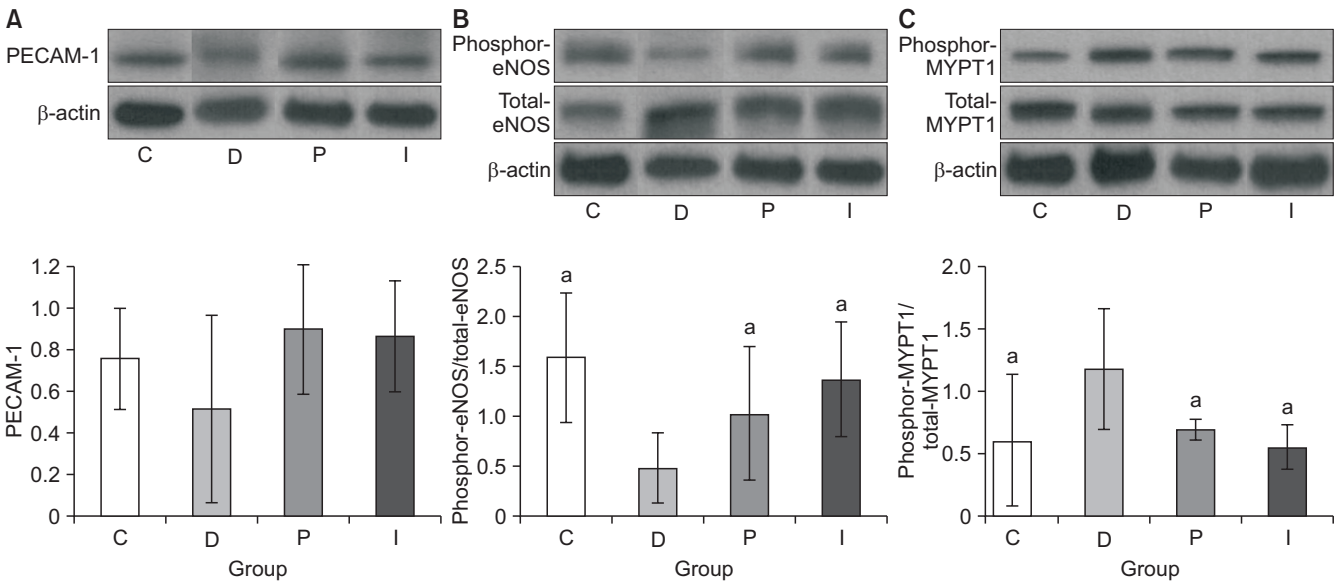 A
PECAM-1
β-actin
C D P I
1.2
1.0
0.8
0.6
0.4
0.2
0
PECAM-1
C D P I
Group
B
Phosphor-
eNOS
Total-
eNOS
β-actin
C D P I
2.5
2.0
1.5
1.0
0.5
0
Phosphor-eNOS/total-eNOS
a
a
a
C D P I
Group
C
Phosphor-
MYPT1
Total-
MYPT1
β-actin
C D P I
2.0
1.5
1.0
0.5
0
Phosphor-MYPT1/
total-MYPT1
a
a
a
C D P I
Group